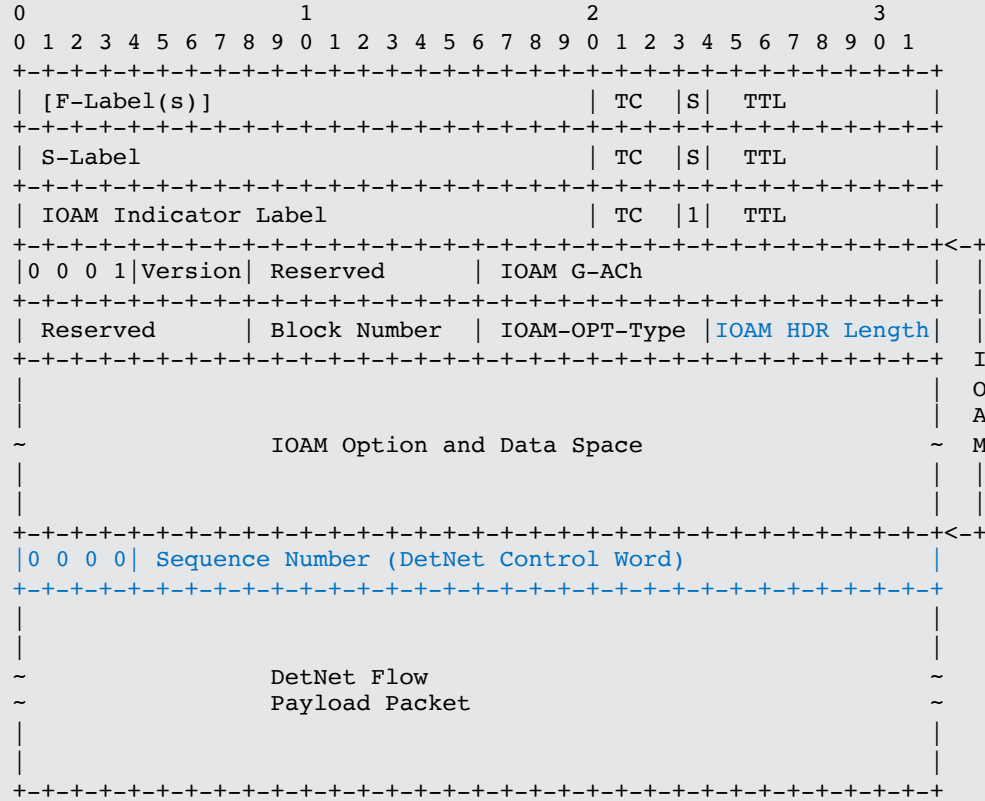 0                   1                   2                   3
0 1 2 3 4 5 6 7 8 9 0 1 2 3 4 5 6 7 8 9 0 1 2 3 4 5 6 7 8 9 0 1
+-+-+-+-+-+-+-+-+-+-+-+-+-+-+-+-+-+-+-+-+-+-+-+-+-+-+-+-+-+-+-+-+
| [F-Label(s)]                          | TC  |S|  TTL          |
+-+-+-+-+-+-+-+-+-+-+-+-+-+-+-+-+-+-+-+-+-+-+-+-+-+-+-+-+-+-+-+-+
| S-Label                               | TC  |S|  TTL          |
+-+-+-+-+-+-+-+-+-+-+-+-+-+-+-+-+-+-+-+-+-+-+-+-+-+-+-+-+-+-+-+-+
| IOAM Indicator Label                  | TC  |1|  TTL          |
+-+-+-+-+-+-+-+-+-+-+-+-+-+-+-+-+-+-+-+-+-+-+-+-+-+-+-+-+-+-+-+-+<-+
|0 0 0 1|Version| Reserved      | IOAM G-ACh                    |  |
+-+-+-+-+-+-+-+-+-+-+-+-+-+-+-+-+-+-+-+-+-+-+-+-+-+-+-+-+-+-+-+-+  |
| Reserved      | Block Number  | IOAM-OPT-Type |IOAM HDR Length|  |
+-+-+-+-+-+-+-+-+-+-+-+-+-+-+-+-+-+-+-+-+-+-+-+-+-+-+-+-+-+-+-+-+  I
|                                                               |  O
|                                                               |  A
~                 IOAM Option and Data Space                    ~  M
|                                                               |  |
|                                                               |  |
+-+-+-+-+-+-+-+-+-+-+-+-+-+-+-+-+-+-+-+-+-+-+-+-+-+-+-+-+-+-+-+-+<-+
|0 0 0 0| Sequence Number (DetNet Control Word)                 |
+-+-+-+-+-+-+-+-+-+-+-+-+-+-+-+-+-+-+-+-+-+-+-+-+-+-+-+-+-+-+-+-+
|                                                               |
|                                                               |
~                 DetNet Flow                                   ~
~                 Payload Packet                                ~
|                                                               |
|                                                               |
+-+-+-+-+-+-+-+-+-+-+-+-+-+-+-+-+-+-+-+-+-+-+-+-+-+-+-+-+-+-+-+-+